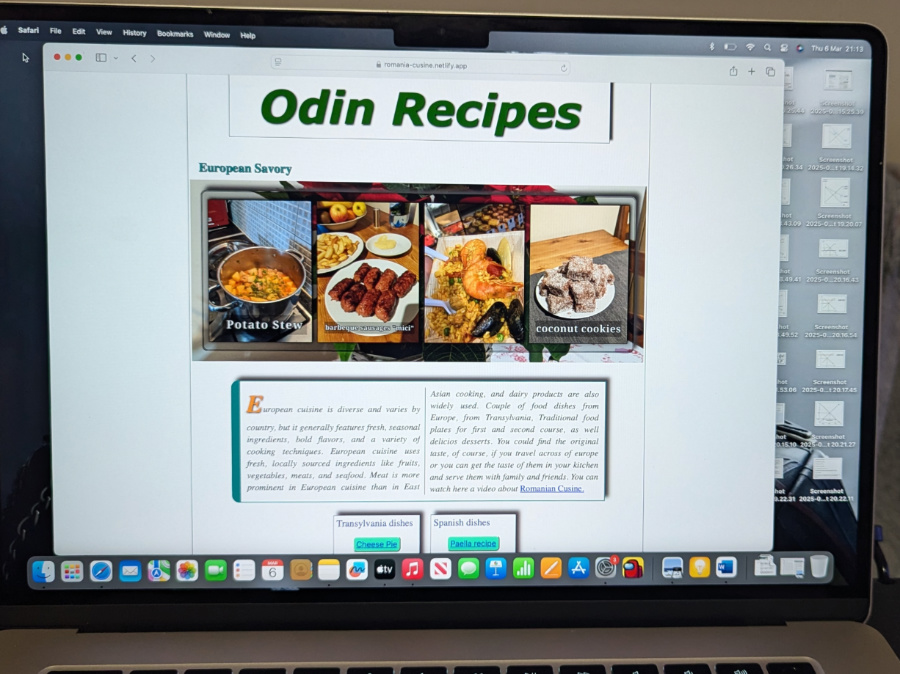 Safari File Edit View History Bookmarks Window Help
Thu 6 Mar 21:13
romania-cusine.netlify.app
Odin Recipes
European Savory
Potato Stew
barbeque sausages "mici"
coconut cookies
European cuisine is diverse and varies by
country, but it generally features fresh, seasonal
ingredients, bold flavors, and a variety of
cooking techniques. European cuisine uses
fresh, locally sourced ingredients like fruits,
vegetables, meats, and seafood. Meat is more
prominent in European cuisine than in East
Asian cooking, and dairy products are also
widely used. Couple of food dishes from
Europe, from Transylvania, Traditional food
plates for first and second course, as well
delicios desserts. You could find the original
taste, of course, if you travel across of europe
or you can get the taste of them in your kitchen
and serve them with family and friends. You can
watch here a video about Romanian Cusine.
Transylvania dishes
Cheese Pie
Spanish dishes
Paella recipe
Screenshot
Screenshot
Screenshot
Screenshot
Screenshot
Screenshot
Screenshot
Screenshot
6
tv